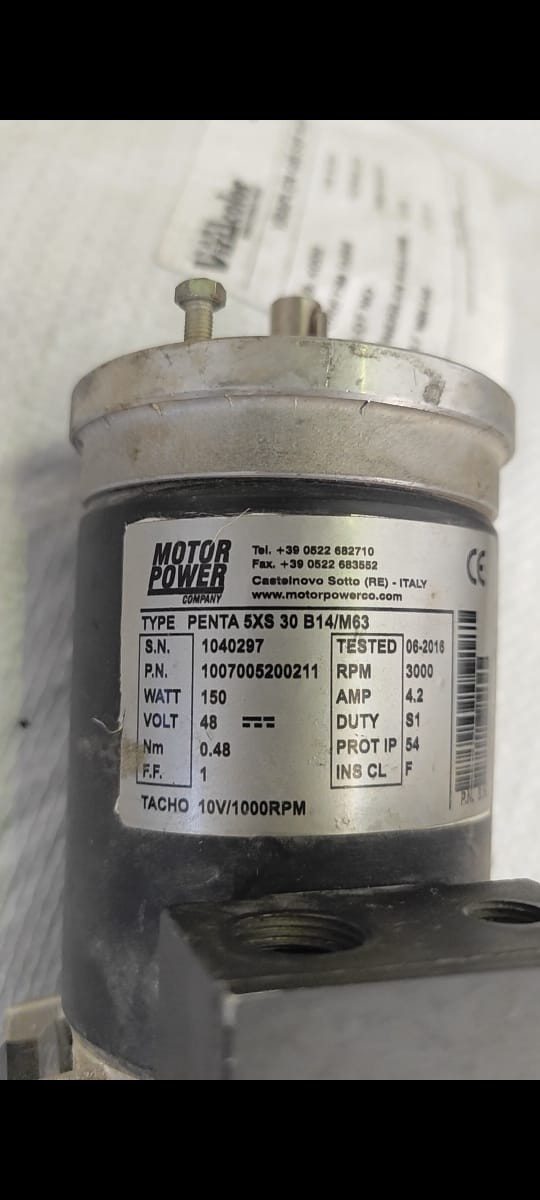 MOTOR
POWER
COMPANY
Tel. +39 0522 682710
Fax. +39 0522 683552
Castelnovo Sotto (RE) - ITALY
www.motorpowerco.com
CE
TYPE PENTA 5XS 30 B14/M63
S.N. 1040297 TESTED 06-2016
P.N. 1007005200211 RPM 3000
WATT 150 AMP 4.2
VOLT 48 DUTY S1
Nm 0.48 PROT IP 54
F.F. 1 INS CL F
TACHO 10V/1000RPM